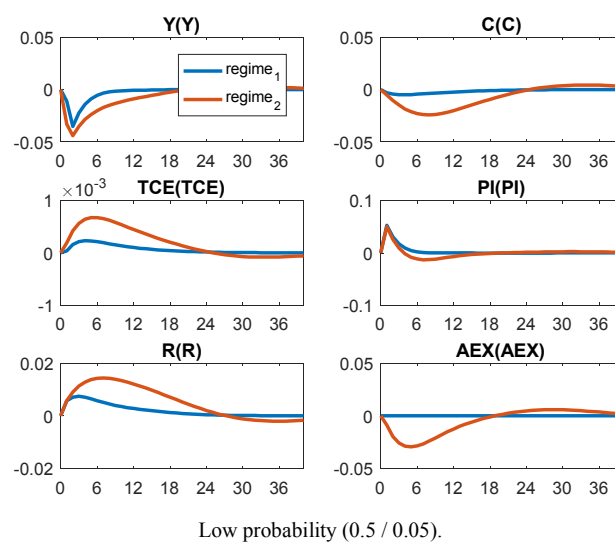 Y(Y) C(C)
0.05 0.05
0 0
-0.05 -0.05
regime1
regime2
0 6 12 18 24 30 36 0 6 12 18 24 30 36
×10-3 TCE(TCE) PI(PI)
1 0.1
0 0
-1 -0.1
0 6 12 18 24 30 36 0 6 12 18 24 30 36
R(R) AEX(AEX)
0.02 0.05
0 0
-0.02 -0.05
0 6 12 18 24 30 36 0 6 12 18 24 30 36
Low probability (0.5 / 0.05).